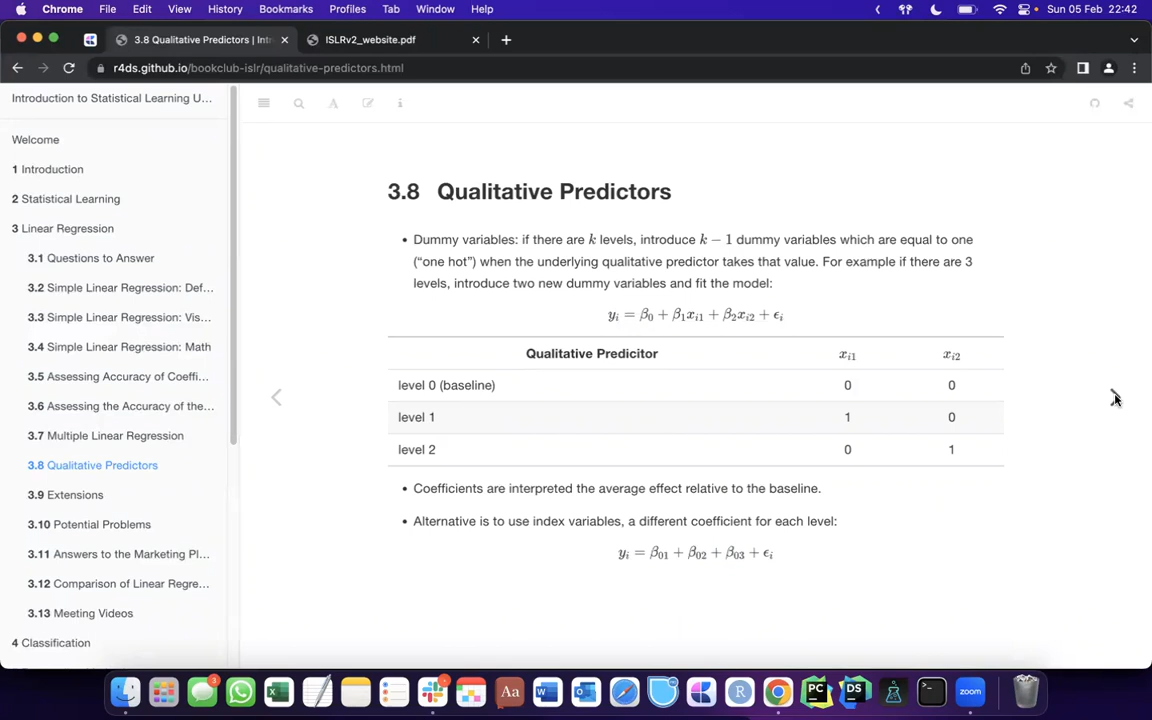 Chrome File Edit View History Bookmarks Profiles Tab Window Help Sun 05 Feb 22:42
3.8 Qualitative Predictors | Intr
ISLRv2_website.pdf
r4ds.github.io/bookclub-islr/qualitative-predictors.html
Introduction to Statistical Learning U...
Welcome
1 Introduction
2 Statistical Learning
3 Linear Regression
3.1 Questions to Answer
3.2 Simple Linear Regression: Def...
3.3 Simple Linear Regression: Vis...
3.4 Simple Linear Regression: Math
3.5 Assessing Accuracy of Coeffi...
3.6 Assessing the Accuracy of the...
3.7 Multiple Linear Regression
3.8 Qualitative Predictors
3.9 Extensions
3.10 Potential Problems
3.11 Answers to the Marketing Pl...
3.12 Comparison of Linear Regre...
3.13 Meeting Videos
4 Classification
3.8 Qualitative Predictors
• Dummy variables: if there are k levels, introduce k − 1 dummy variables which are equal to one
("one hot") when the underlying qualitative predictor takes that value. For example if there are 3
levels, introduce two new dummy variables and fit the model:
yᵢ = β₀ + β₁xᵢ₁ + β₂xᵢ₂ + ϵᵢ
Qualitative Predicitor xᵢ₁ xᵢ₂
level 0 (baseline) 0 0
level 1 1 0
level 2 0 1
• Coefficients are interpreted the average effect relative to the baseline.
• Alternative is to use index variables, a different coefficient for each level:
yᵢ = β₀₁ + β₀₂ + β₀₃ + ϵᵢ
3
Aa
W
R
PC
DS
zoom